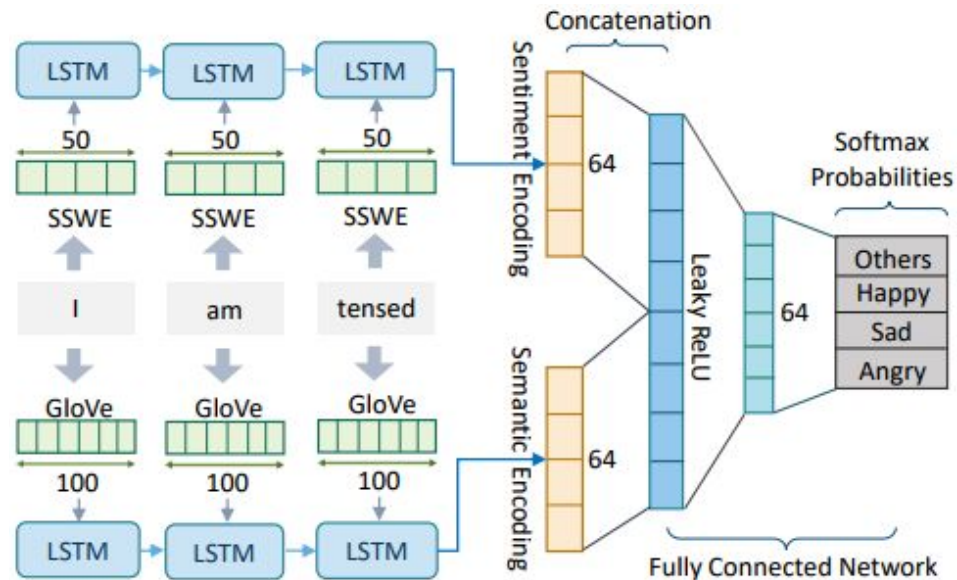 Concatenation
LSTM LSTM LSTM
50 50 50
SSWE SSWE SSWE
I am tensed
GloVe GloVe GloVe
100 100 100
LSTM LSTM LSTM
Sentiment Encoding
64
Semantic Encoding
64
Leaky ReLU
64
Softmax
Probabilities
Others
Happy
Sad
Angry
Fully Connected Network